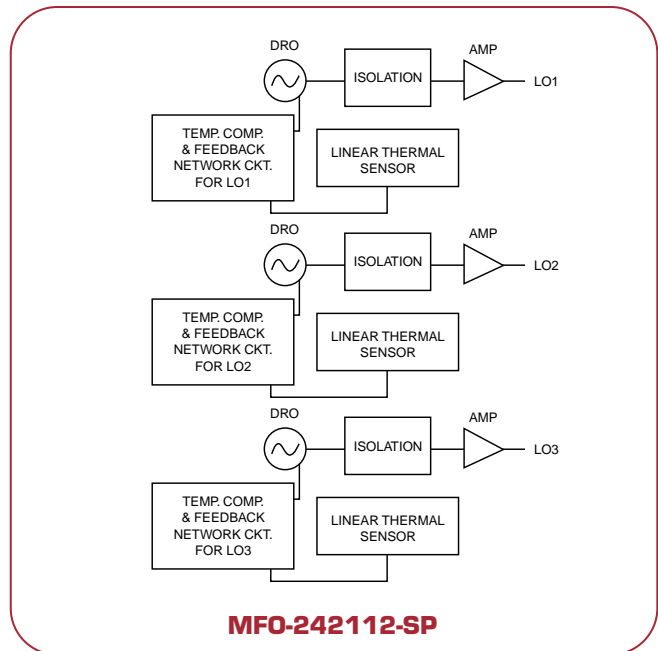 DRO
AMP
ISOLATION
LO1
TEMP. COMP.
& FEEDBACK
NETWORK CKT.
FOR LO1
LINEAR THERMAL
SENSOR
DRO
AMP
ISOLATION
LO2
TEMP. COMP.
& FEEDBACK
NETWORK CKT.
FOR LO2
LINEAR THERMAL
SENSOR
DRO
AMP
ISOLATION
LO3
TEMP. COMP.
& FEEDBACK
NETWORK CKT.
FOR LO3
LINEAR THERMAL
SENSOR
MFO-242112-SP